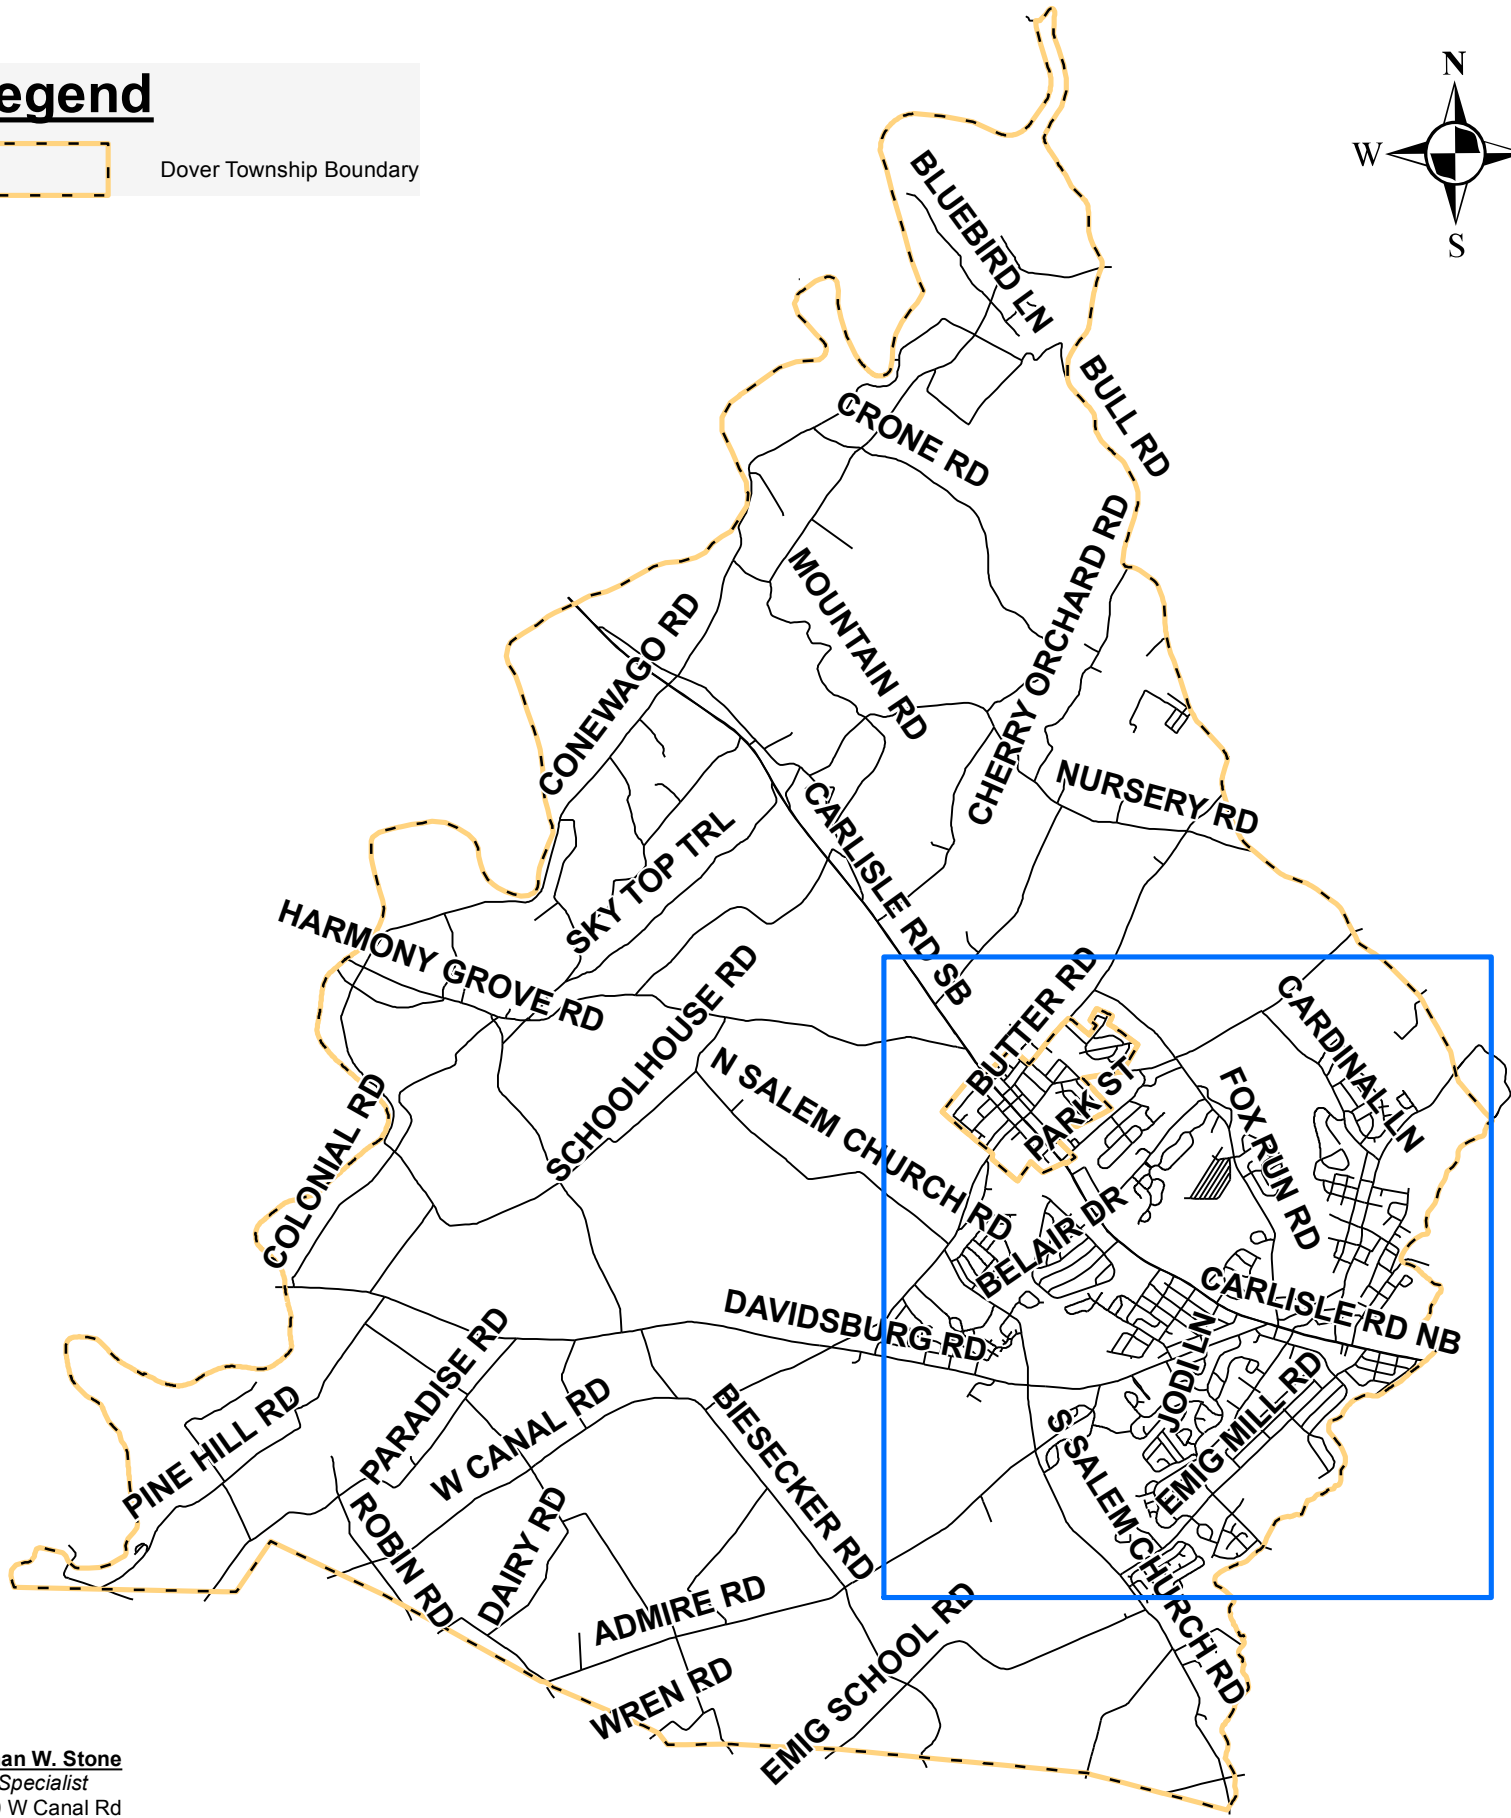 egend
Dover Township Boundary
N
W
S
BLUEBIRD LN
BULL RD
CRONE RD
CHERRY ORCHARD RD
MOUNTAIN RD
CONEWAGO RD
NURSERY RD
CARLISLE RD SB
SKY TOP TRL
HARMONY GROVE RD
SCHOOLHOUSE RD
BUTTER RD
CARDINAL LN
N SALEM CHURCH RD
PARK ST
FOX RUN RD
COLONIAL RD
BELAIR DR
CARLISLE RD NB
DAVIDSBURG RD
JODI LN
PARADISE RD
PINE HILL RD
W CANAL RD
BIESECKER RD
EMIG MILL RD
S SALEM CHURCH RD
ROBIN RD
DAIRY RD
ADMIRE RD
WREN RD
EMIG SCHOOL RD
an W. Stone
Specialist
W Canal Rd